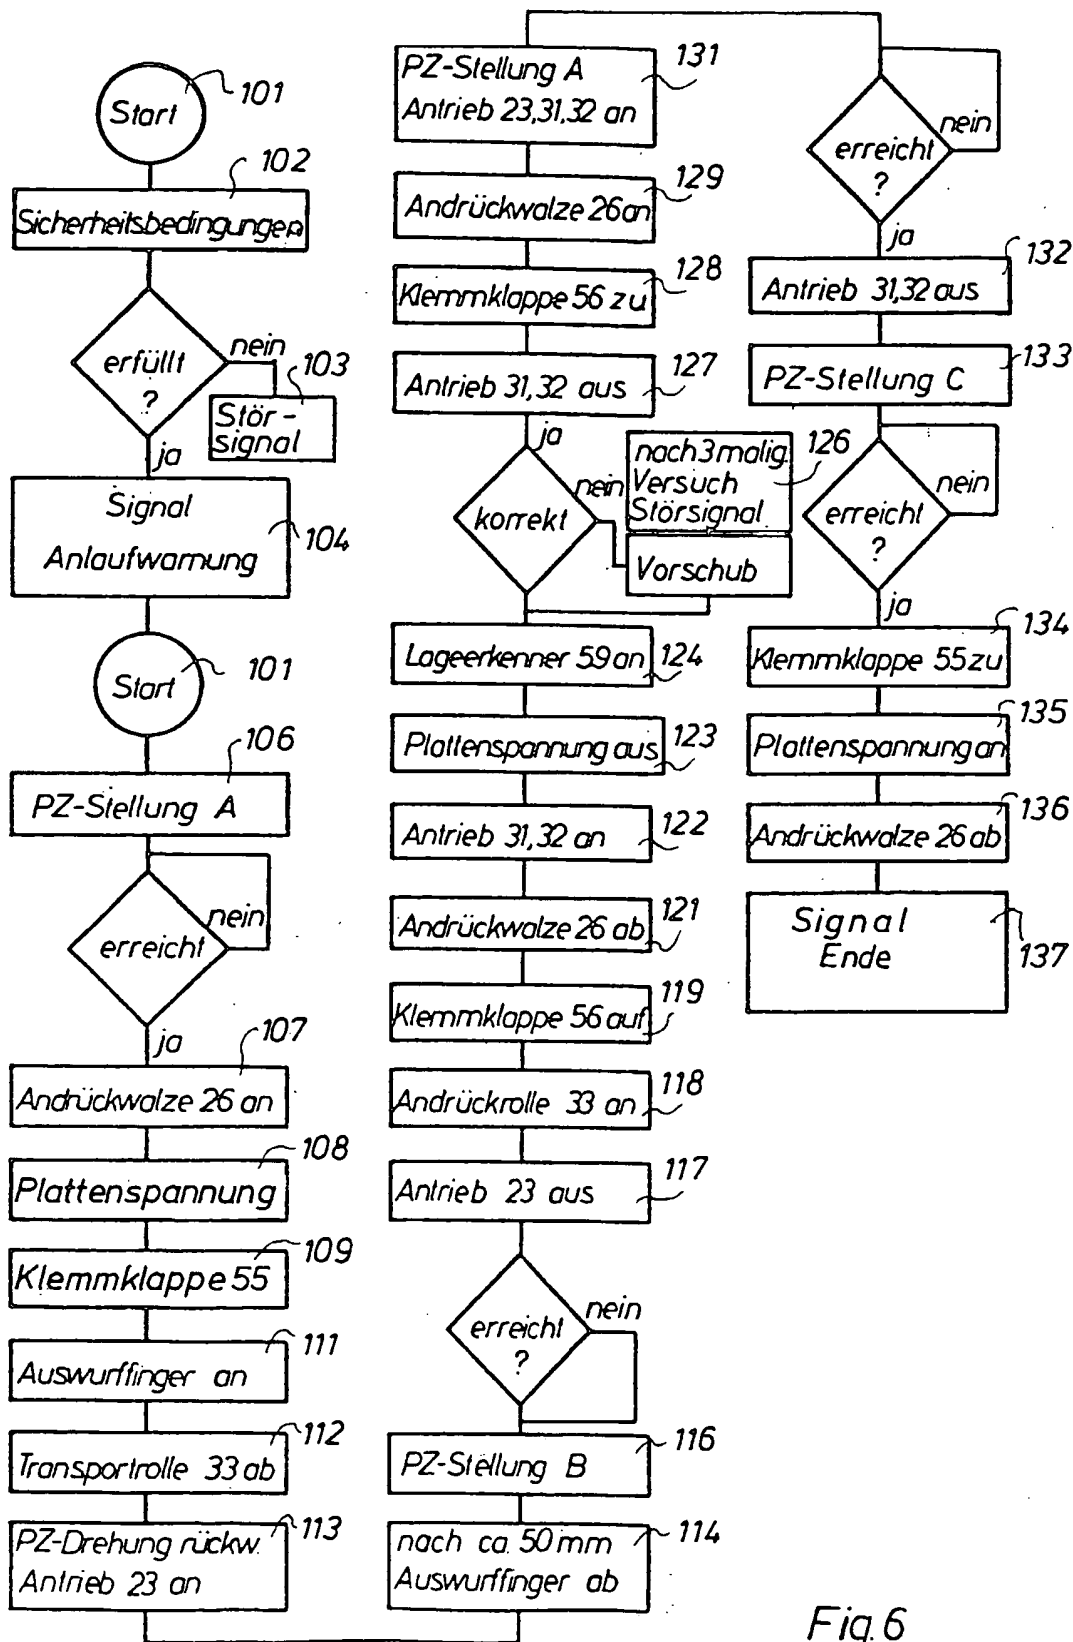 Start
101
102
Sicherheitsbedingungen
erfüllt
?
nein
103
Stör-
signal
ja
Signal
Anlaufwarnung
104
Start
101
106
PZ-Stellung A
erreicht
nein
ja
107
Andrückwalze 26 an
108
Plattenspannung
109
Klemmklappe 55
111
Auswurffinger an
112
Transportrolle 33 ab
113
PZ-Drehung rückw.
Antrieb 23 an
nach ca. 50 mm
Auswurffinger ab
114
PZ-Stellung B
116
erreicht
?
nein
Antrieb 23 aus
117
Andrückrolle 33 an
118
Klemmklappe 56 auf
119
Andrückwalze 26 ab
121
Antrieb 31,32 an
122
Plattenspannung aus
123
Lageerkenner 59 an
124
korrekt
nein
Vorschub
nach 3 malig.
Versuch
Störsignal
126
ja
Antrieb 31,32 aus
127
Klemmklappe 56 zu
128
Andrückwalze 26 an
129
PZ-Stellung A
Antrieb 23,31,32 an
131
erreicht
?
nein
ja
132
Antrieb 31,32 aus
133
PZ-Stellung C
erreicht
?
nein
ja
134
Klemmklappe 55 zu
135
Plattenspannung an
136
Andrückwalze 26 ab
Signal
Ende
137
Fig. 6